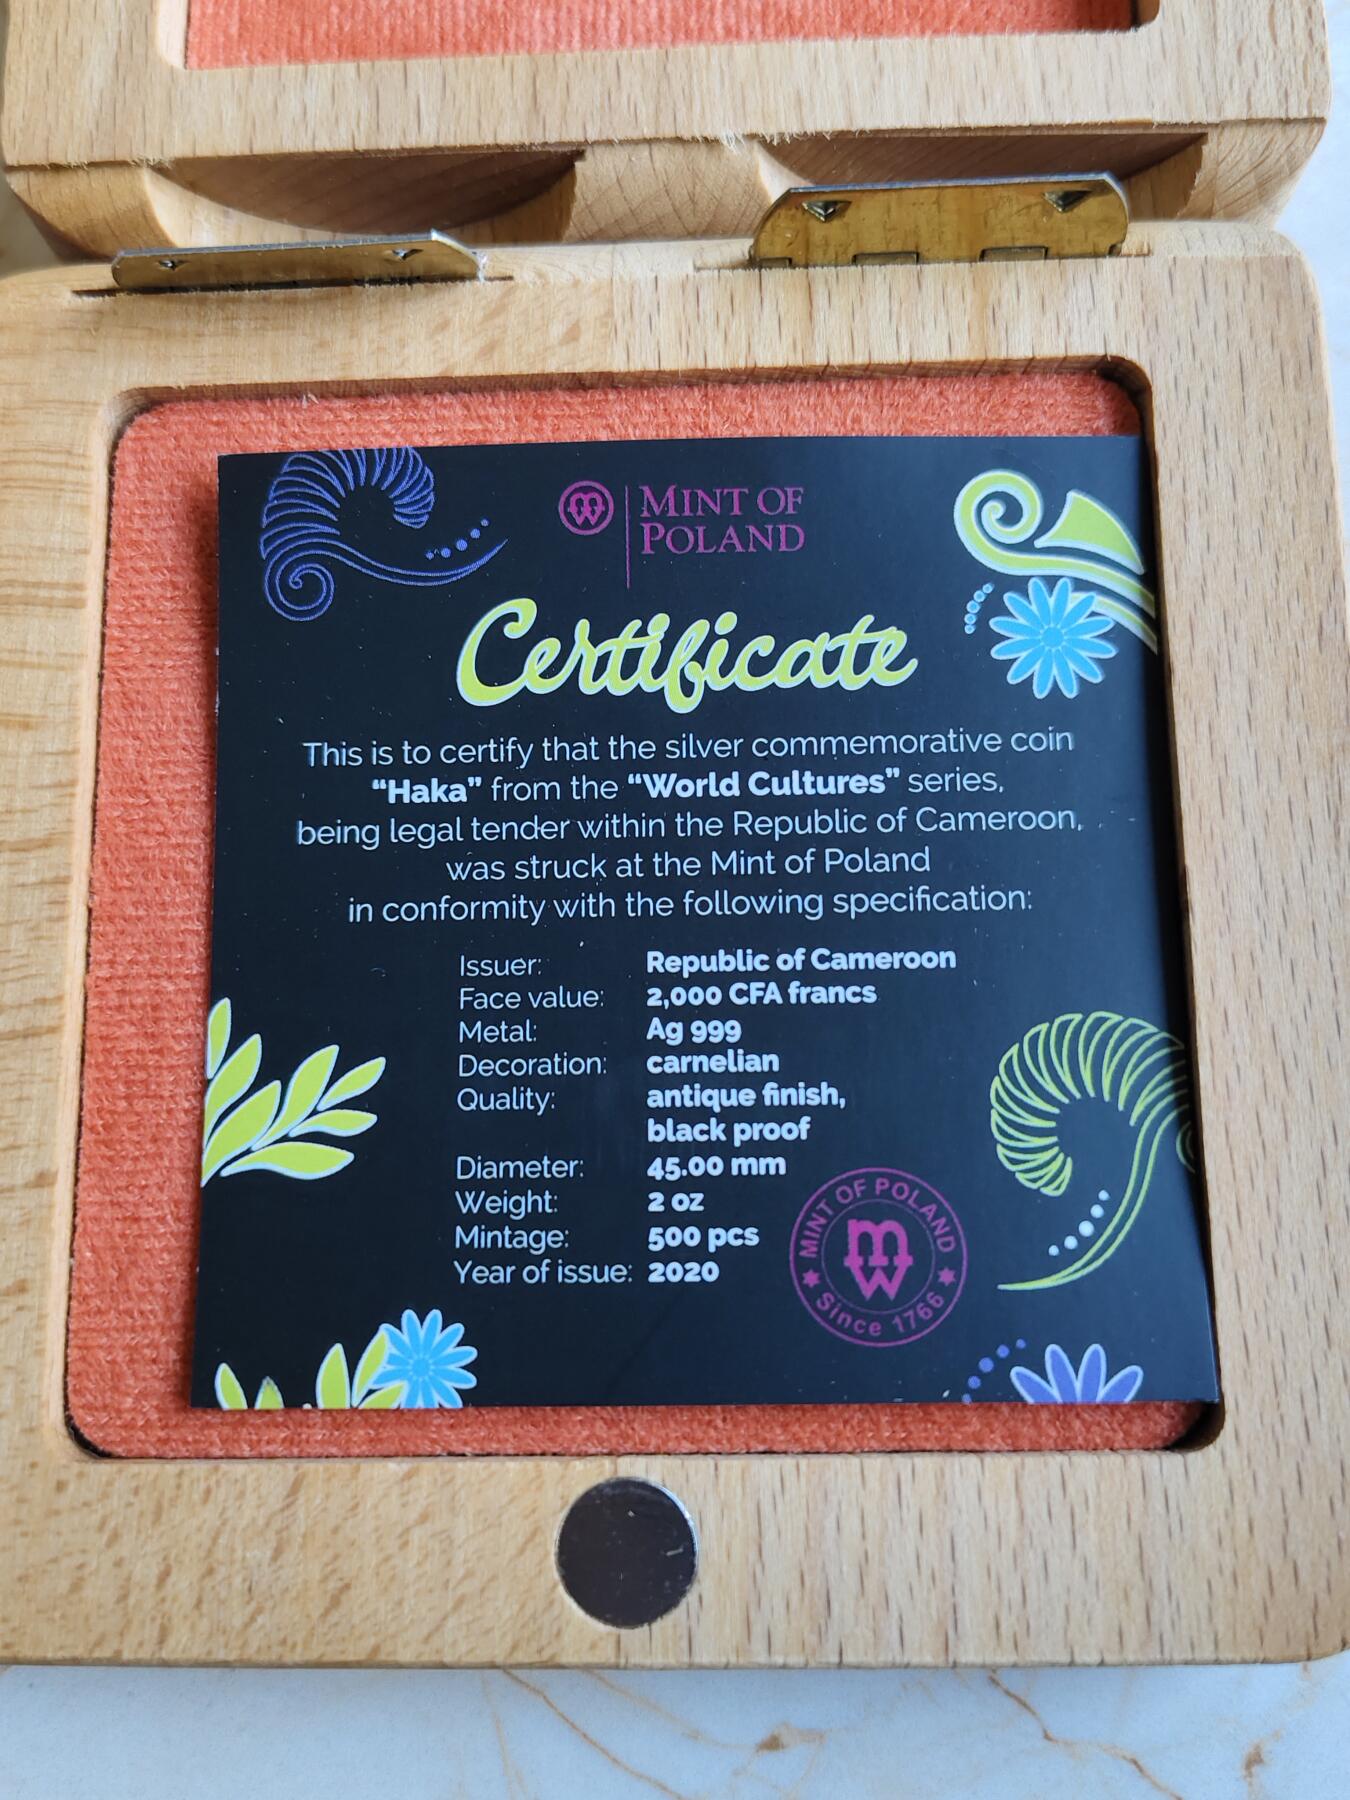 MINT OF
POLAND
Certificate
This is to certify that the silver commemorative coin
“Haka” from the “World Cultures” series,
being legal tender within the Republic of Cameroon,
was struck at the Mint of Poland
in conformity with the following specification:
Issuer: Republic of Cameroon
Face value: 2,000 CFA francs
Metal: Ag 999
Decoration: carnelian
Quality: antique finish,
black proof
Diameter: 45.00 mm
Weight: 2 oz
Mintage: 500 pcs
Year of issue: 2020
MINT OF POLAND
mw
Since 1766